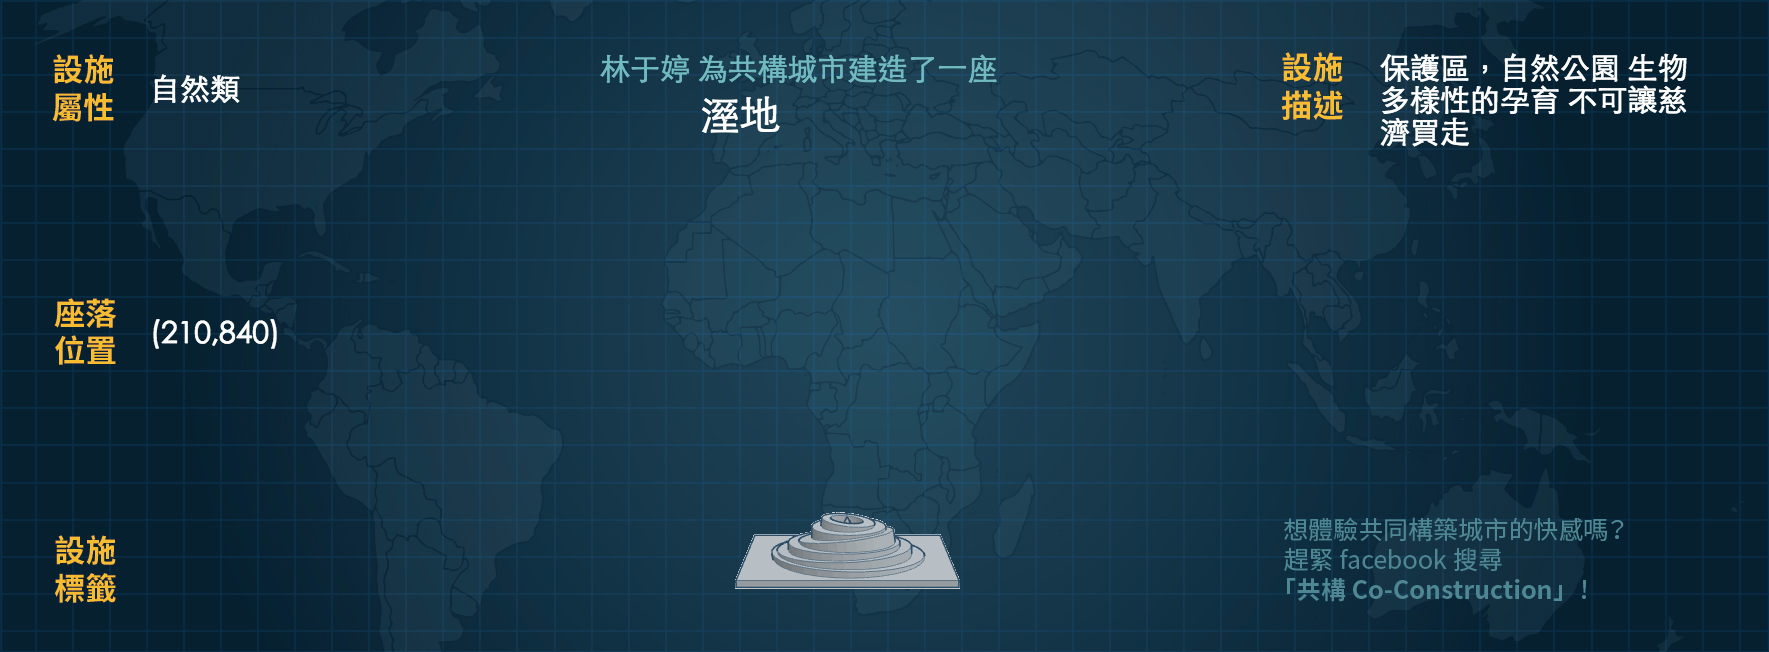 設施
屬性
自然類
林于婷 為共構城市建造了一座
溼地
設施
描述
保護區，自然公園 生物
多樣性的孕育 不可讓慈
濟買走
座落
位置
(210,840)
設施
標籤
想體驗共同構築城市的快感嗎？
趕緊 facebook 搜尋
「共構 Co-Construction」！